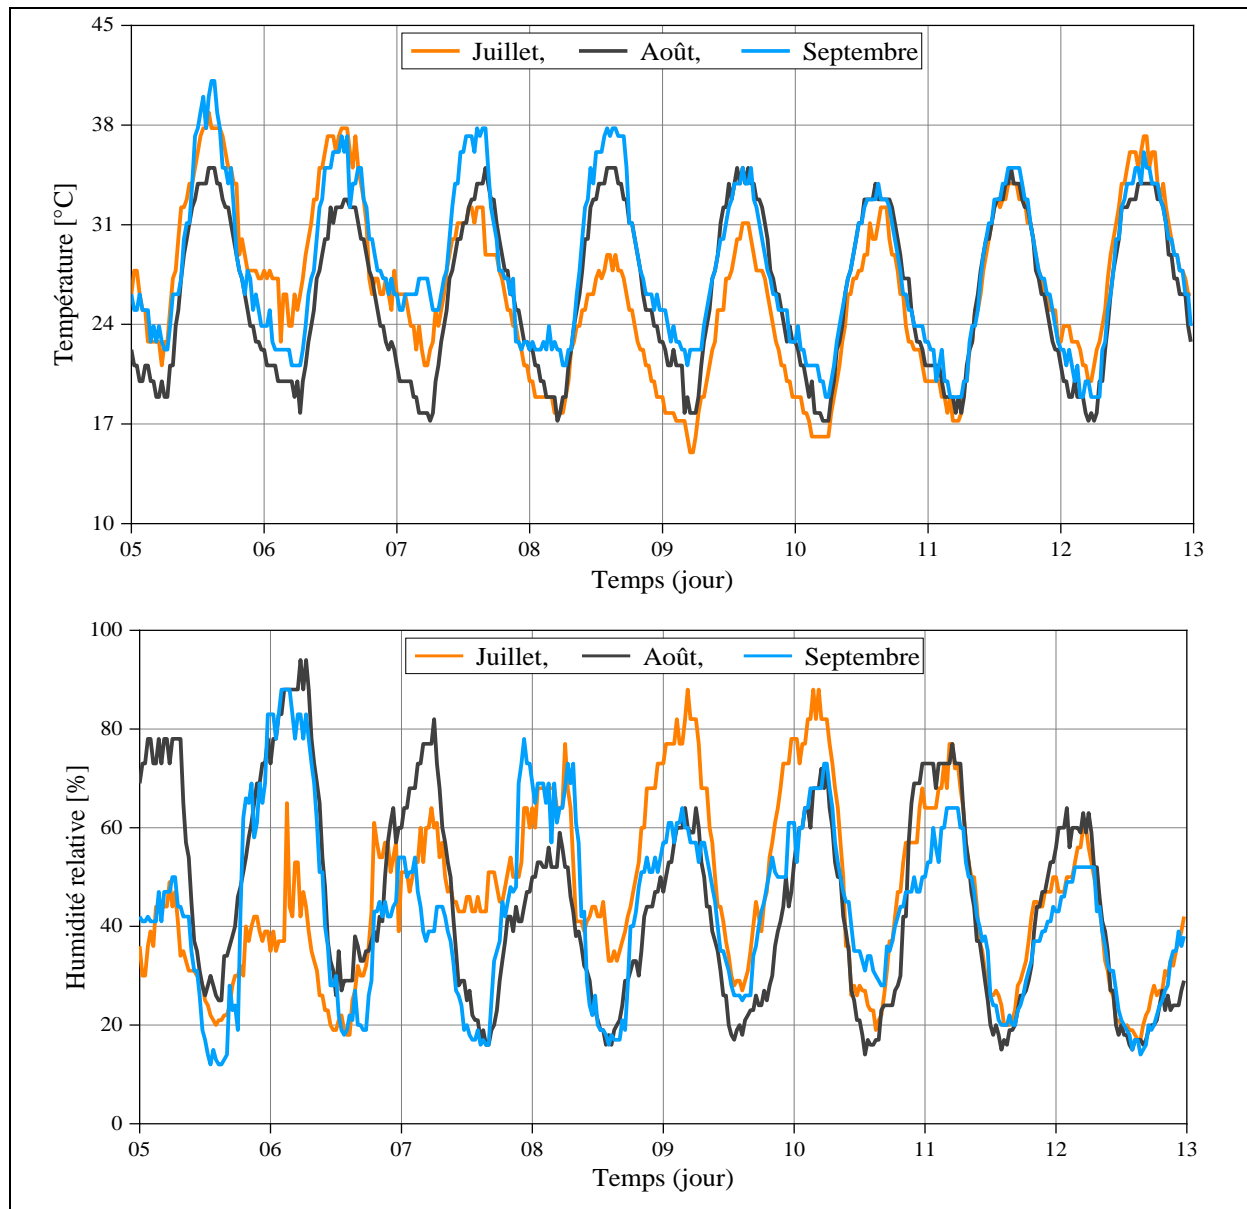 45
Juillet, Août, Septembre
38
31
24
17
10
Température [°C]
05 06 07 08 09 10 11 12 13
Temps (jour)
100
Juillet, Août, Septembre
80
60
40
20
0
Humidité relative [%]
05 06 07 08 09 10 11 12 13
Temps (jour)